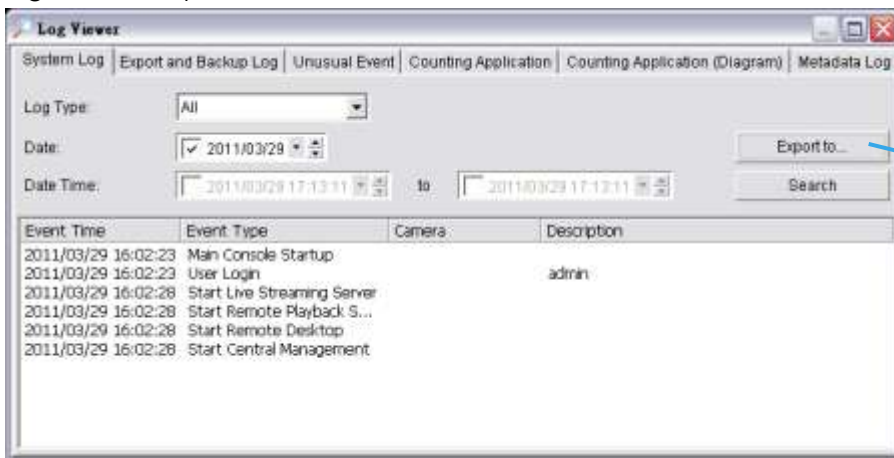 Log Viewer
System Log Export and Backup Log Unusual Event Counting Application Counting Application (Diagram) Metadata Log
Log Type: All
Date: 2011/03/29 Export to...
Date Time: 2011/03/29 17:13:11 to 2011/03/29 17:13:11 Search
Event Time Event Type Camera Description
2011/03/29 16:02:23 Main Console Startup
2011/03/29 16:02:23 User Login admin
2011/03/29 16:02:28 Start Live Streaming Server
2011/03/29 16:02:28 Start Remote Playback S...
2011/03/29 16:02:28 Start Remote Desktop
2011/03/29 16:02:28 Start Central Management